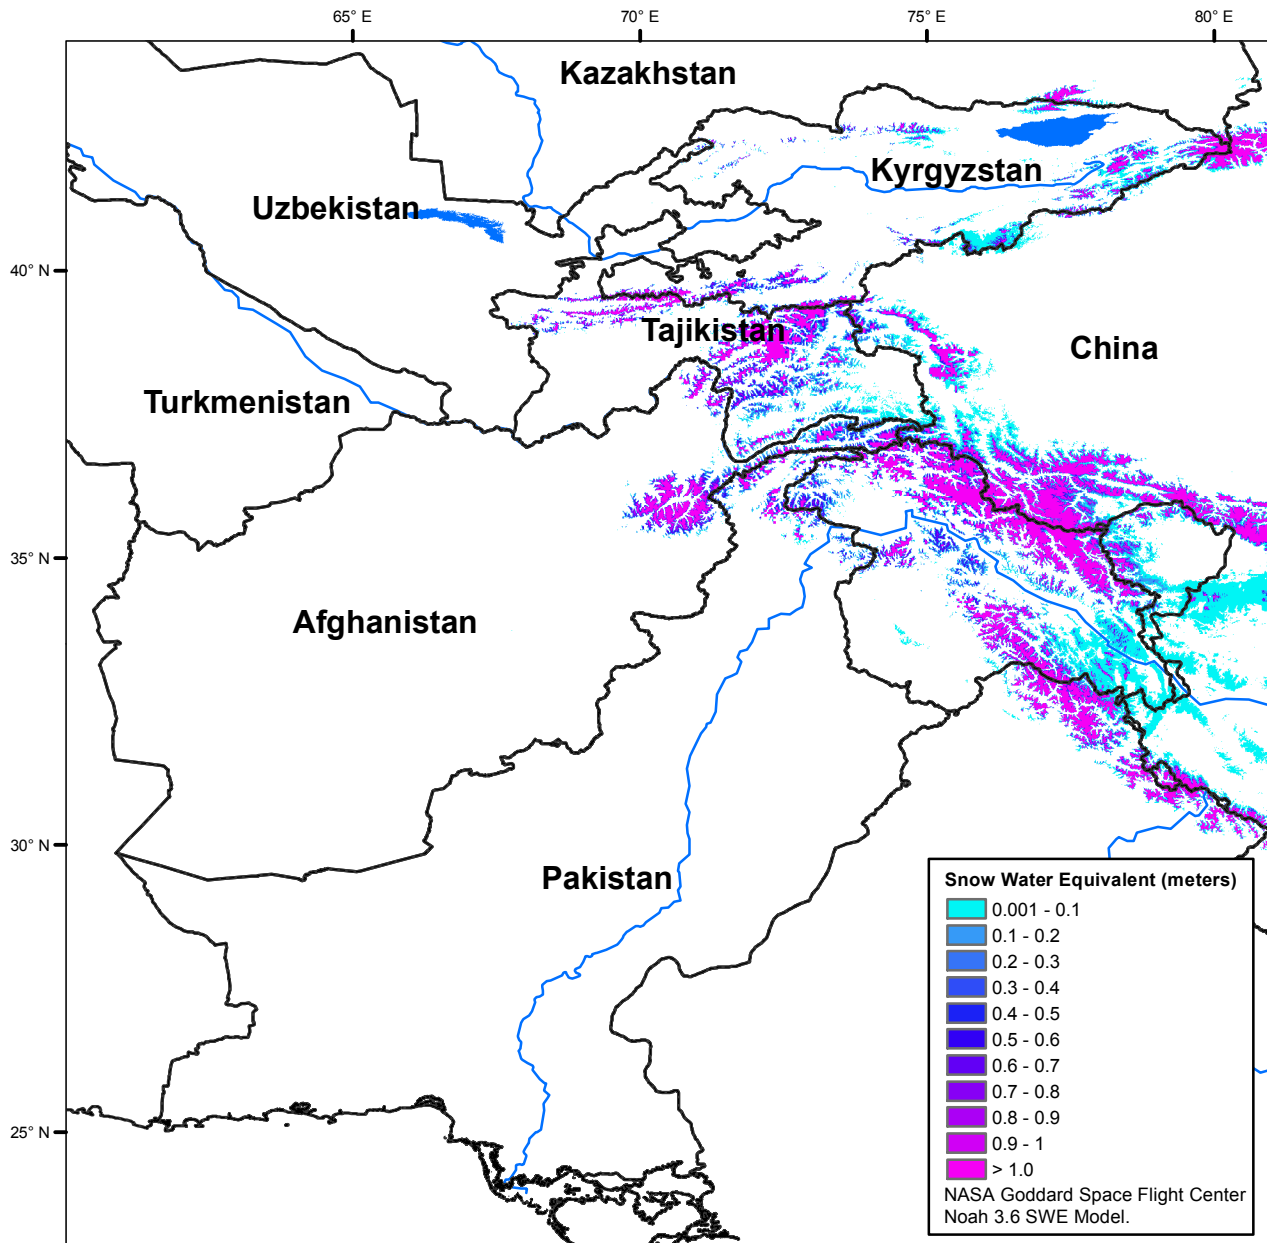 65° E 70° E 75° E 80° E
Kazakhstan
Kyrgyzstan
Uzbekistan
40° N
Tajikistan
China
Turkmenistan
35° N
Afghanistan
30° N
Pakistan
25° N
Snow Water Equivalent (meters)
0.001 - 0.1
0.1 - 0.2
0.2 - 0.3
0.3 - 0.4
0.4 - 0.5
0.5 - 0.6
0.6 - 0.7
0.7 - 0.8
0.8 - 0.9
0.9 - 1
> 1.0
NASA Goddard Space Flight Center
Noah 3.6 SWE Model.